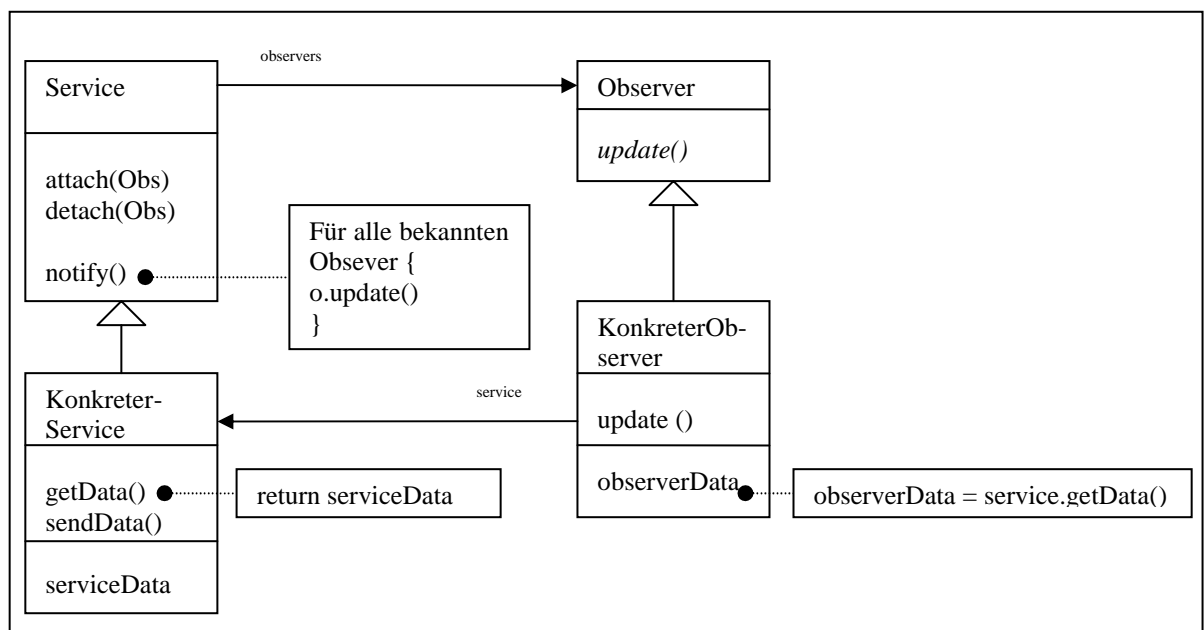 observers
Service
attach(Obs)
detach(Obs)
notify()
Für alle bekannten
Obsever {
o.update()
}
Observer
update()
KonkreterOb-
server
update ()
observerData
observerData = service.getData()
service
Konkreter-
Service
getData()
sendData()
return serviceData
serviceData